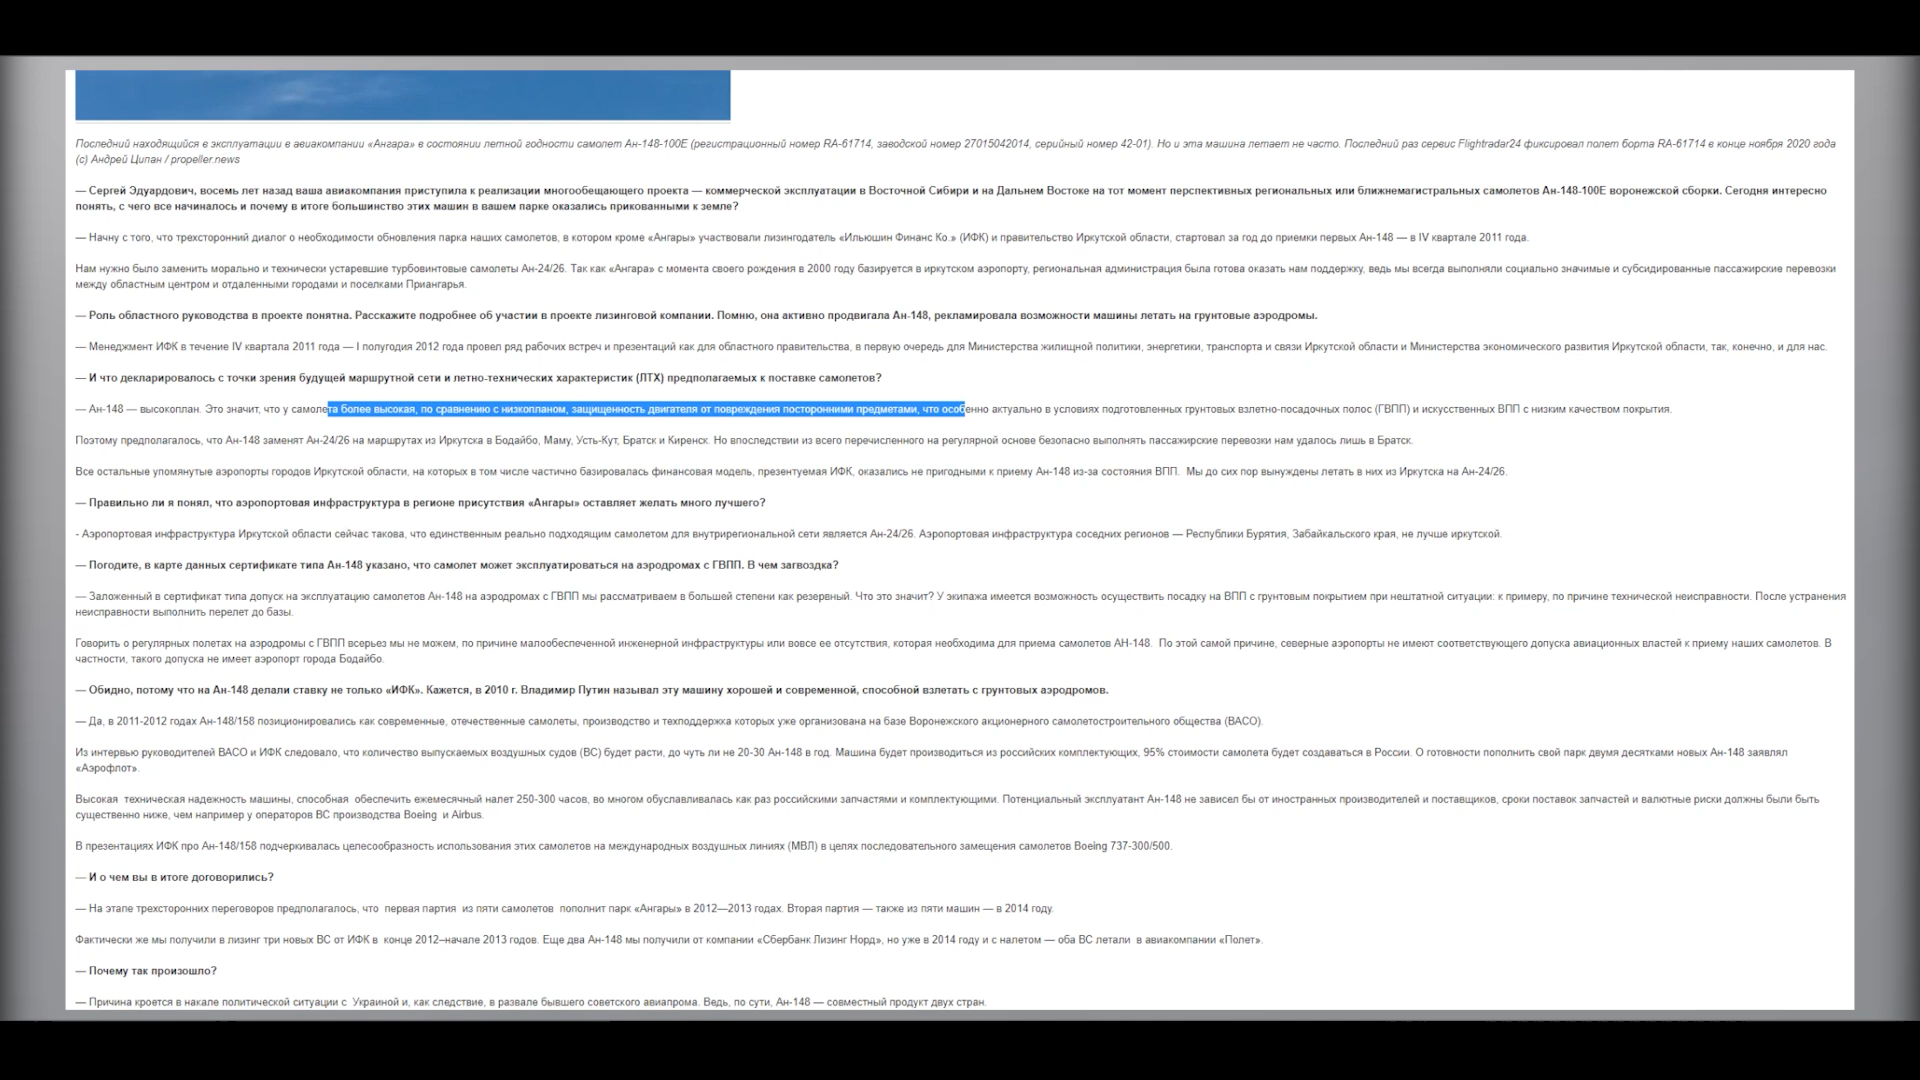 Последний находящийся в эксплуатации в авиакомпании «Ангара» в состоянии летной годности самолет Ан-148-100Е (регистрационный номер RA-61714, заводской номер 27015042014, серийный номер 42-01). Но и эта машина летает не часто. Последний раз сервис Flightradar24 фиксировал полет борта RA-61714 в конце ноября 2020 года
(c) Андрей Ципан / propeller.news
— Сергей Эдуардович, восемь лет назад ваша авиакомпания приступила к реализации многообещающего проекта — коммерческой эксплуатации в Восточной Сибири и на Дальнем Востоке на тот момент перспективных региональных или ближнемагистральных самолетов Ан-148-100Е воронежской сборки. Сегодня интересно
понять, с чего все начиналось и почему в итоге большинство этих машин в вашем парке оказались прикованными к земле?
— Начну с того, что трехсторонний диалог о необходимости обновления парка наших самолетов, в котором кроме «Ангары» участвовали лизингодатель «Ильюшин Финанс Ко.» (ИФК) и правительство Иркутской области, стартовал за год до приемки первых Ан-148 — в IV квартале 2011 года.
Нам нужно было заменить морально и технически устаревшие турбовинтовые самолеты Ан-24/26. Так как «Ангара» с момента своего рождения в 2000 году базируется в иркутском аэропорту, региональная администрация была готова оказать нам поддержку, ведь мы всегда выполняли социально значимые и субсидированные пассажирские перевозки
между областным центром и отдаленными городами и поселками Приангарья.
— Роль областного руководства в проекте понятна. Расскажите подробнее об участии в проекте лизинговой компании. Помню, она активно продвигала Ан-148, рекламировала возможности машины летать на грунтовые аэродромы.
— Менеджмент ИФК в течение IV квартала 2011 года — I полугодия 2012 года провел ряд рабочих встреч и презентаций как для областного правительства, в первую очередь для Министерства жилищной политики, энергетики, транспорта и связи Иркутской области и Министерства экономического развития Иркутской области, так, конечно, и для нас.
— И что декларировалось с точки зрения будущей маршрутной сети и летно-технических характеристик (ЛТХ) предполагаемых к поставке самолетов?
— Ан-148 — высокоплан. Это значит, что у самолета более высокая, по сравнению с низкопланом, защищенность двигателя от повреждения посторонними предметами, что особенно актуально в условиях подготовленных грунтовых взлетно-посадочных полос (ГВПП) и искусственных ВПП с низким качеством покрытия.
Поэтому предполагалось, что Ан-148 заменят Ан-24/26 на маршрутах из Иркутска в Бодайбо, Маму, Усть-Кут, Братск и Киренск. Но впоследствии из всего перечисленного на регулярной основе безопасно выполнять пассажирские перевозки нам удалось лишь в Братск.
Все остальные упомянутые аэропорты городов Иркутской области, на которых в том числе частично базировалась финансовая модель, презентуемая ИФК, оказались не пригодными к приему Ан-148 из-за состояния ВПП.  Мы до сих пор вынуждены летать в них из Иркутска на Ан-24/26.
— Правильно ли я понял, что аэропортовая инфраструктура в регионе присутствия «Ангары» оставляет желать много лучшего?
- Аэропортовая инфраструктура Иркутской области сейчас такова, что единственным реально подходящим самолетом для внутрирегиональной сети является Ан-24/26. Аэропортовая инфраструктура соседних регионов — Республики Бурятия, Забайкальского края, не лучше иркутской.
— Погодите, в карте данных сертификате типа Ан-148 указано, что самолет может эксплуатироваться на аэродромах с ГВПП. В чем загвоздка?
— Заложенный в сертификат типа допуск на эксплуатацию самолетов Ан-148 на аэродромах с ГВПП мы рассматриваем в большей степени как резервный. Что это значит? У экипажа имеется возможность осуществить посадку на ВПП с грунтовым покрытием при нештатной ситуации: к примеру, по причине технической неисправности. После устранения
неисправности выполнить перелет до базы.
Говорить о регулярных полетах на аэродромы с ГВПП всерьез мы не можем, по причине малообеспеченной инженерной инфраструктуры или вовсе ее отсутствия, которая необходима для приема самолетов АН-148.  По этой самой причине, северные аэропорты не имеют соответствующего допуска авиационных властей к приему наших самолетов. В
частности, такого допуска не имеет аэропорт города Бодайбо.
— Обидно, потому что на Ан-148 делали ставку не только «ИФК». Кажется, в 2010 г. Владимир Путин называл эту машину хорошей и современной, способной взлетать с грунтовых аэродромов.
— Да, в 2011-2012 годах Ан-148/158 позиционировались как современные, отечественные самолеты, производство и техподдержка которых уже организована на базе Воронежского акционерного самолетостроительного общества (ВАСО).
Из интервью руководителей ВАСО и ИФК следовало, что количество выпускаемых воздушных судов (ВС) будет расти, до чуть ли не 20-30 Ан-148 в год. Машина будет производиться из российских комплектующих, 95% стоимости самолета будет создаваться в России. О готовности пополнить свой парк двумя десятками новых Ан-148 заявлял
«Аэрофлот».
Высокая  техническая надежность машины, способная  обеспечить ежемесячный налет 250-300 часов, во многом обуславливалась как раз российскими запчастями и комплектующими. Потенциальный эксплуатант Ан-148 не зависел бы от иностранных производителей и поставщиков, сроки поставок запчастей и валютные риски должны были быть
существенно ниже, чем например у операторов ВС производства Boeing  и Airbus.
В презентациях ИФК про Ан-148/158 подчеркивалась целесообразность использования этих самолетов на международных воздушных линиях (МВЛ) в целях последовательного замещения самолетов Boeing 737-300/500.
— И о чем вы в итоге договорились?
— На этапе трехсторонних переговоров предполагалось, что  первая партия  из пяти самолетов  пополнит парк «Ангары» в 2012—2013 годах. Вторая партия — также из пяти машин — в 2014 году.
Фактически же мы получили в лизинг три новых ВС от ИФК в  конце 2012–начале 2013 годов. Еще два Ан-148 мы получили от компании «Сбербанк Лизинг Норд», но уже в 2014 году и с налетом — оба ВС летали  в авиакомпании «Полет».
— Почему так произошло?
— Причина кроется в накале политической ситуации с  Украиной и, как следствие, в развале бывшего советского авиапрома. Ведь, по сути, Ан-148 — совместный продукт двух стран.